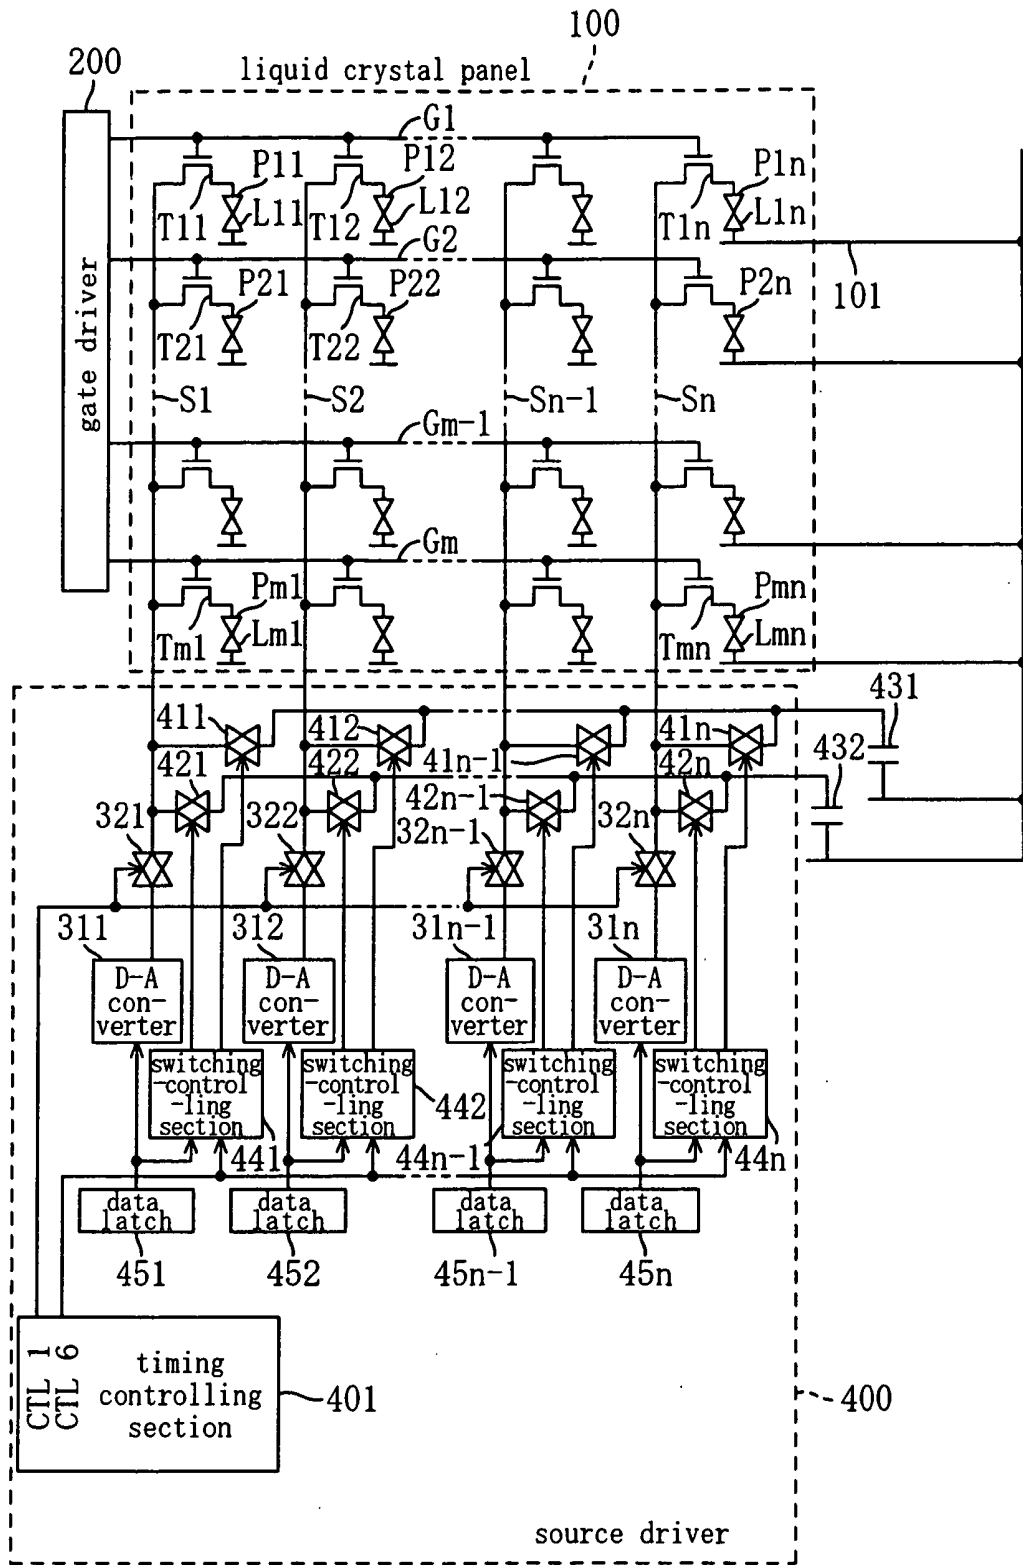 100
200
liquid crystal panel
G1
P11
P12
P1n
L11
L12
L1n
T11
T12
T1n
G2
P21
P22
P2n
101
T21
T22
gate driver
S1
S2
Sn-1
Sn
Gm-1
Gm
Pm1
Pmn
Tm1
Lm1
Tmn
Lmn
431
411
412
41n-1
41n
432
421
422
42n-1
42n
321
322
32n-1
32n
311
312
31n-1
31n
D-A
con-
verter
D-A
con-
verter
D-A
con-
verter
D-A
con-
verter
switching
-control
-ling
section
switching
-control
-ling
section
switching
-control
-ling
section
switching
-control
-ling
section
442
441
44n-1
44n
data
latch
data
latch
data
latch
data
latch
451
452
45n-1
45n
CTL 1
CTL 6
timing
controlling
section
401
400
source driver